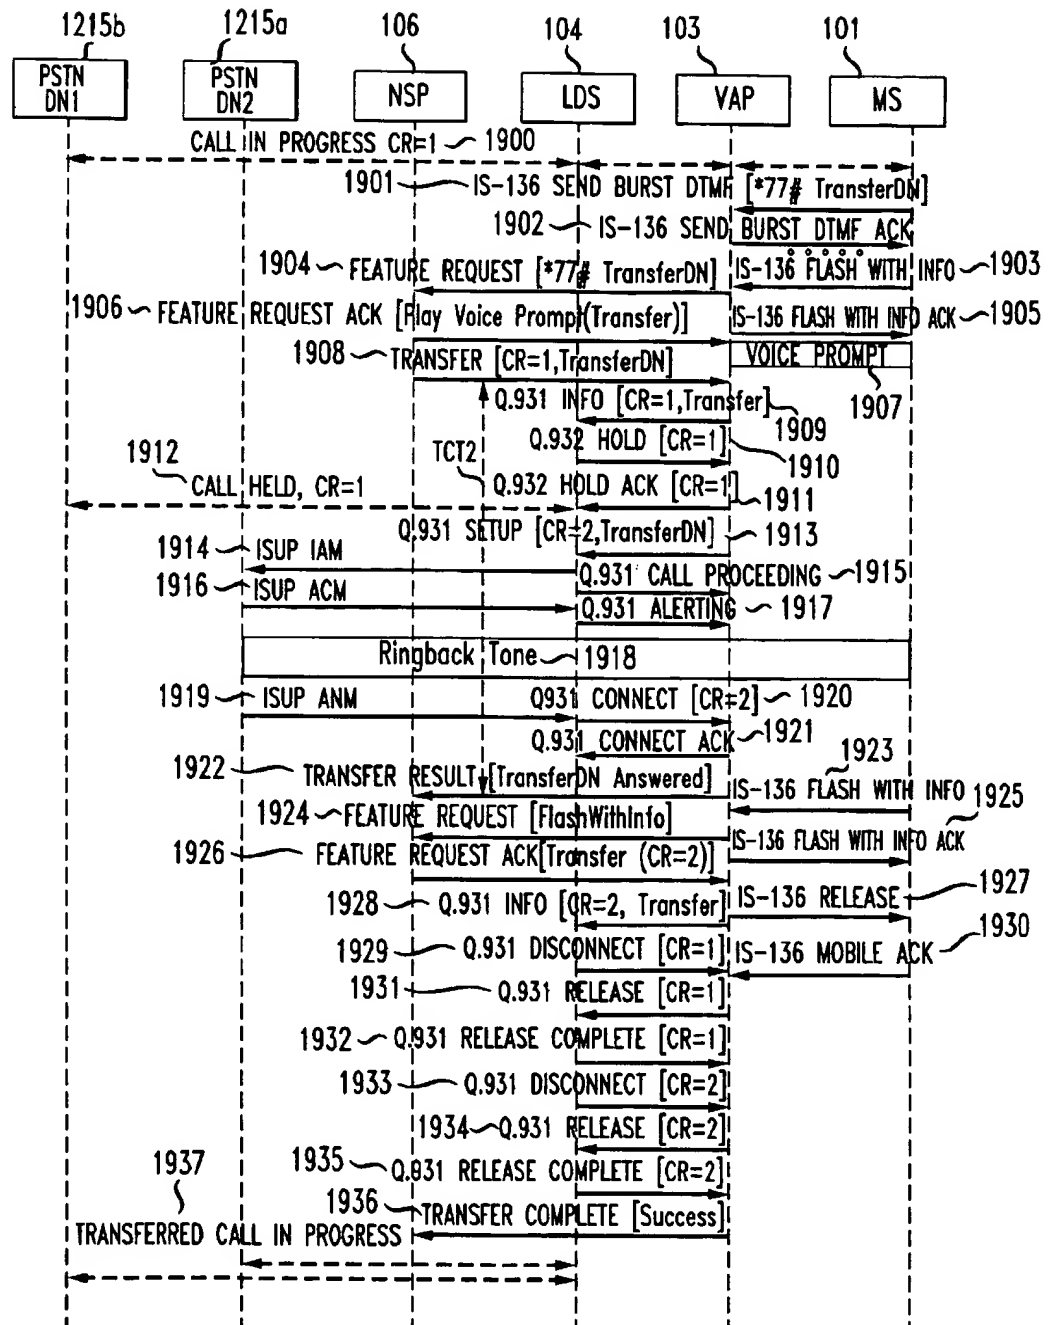 1215b 1215a 106 104 103 101
PSTN DN1 PSTN DN2 NSP LDS VAP MS
CALL IN PROGRESS CR=1 1900
1901 IS-136 SEND BURST DTMF [*77# TransterDN]
1902 IS-136 SEND BURST DTMF ACK
1904 FEATURE REQUEST [*77# TransferDN] IS-136 FLASH WITH INFO 1903
1906 FEATURE REQUEST ACK [Play Voice Prompt(Transfer)] IS-136 FLASH WITH INFO ACK 1905
1908 TRANSFER [CR=1,TransferDN] VOICE PROMPT
1907
Q.931 INFO [CR=1,Transfer] 1909
TCT2 Q.932 HOLD [CR=1] 1910
1912 CALL HELD, CR=1 Q.932 HOLD ACK [CR=1] 1911
Q.931 SETUP [CR=2,TransferDN] 1913
1914 ISUP IAM Q.931 CALL PROCEEDING 1915
1916 ISUP ACM Q.931 ALERTING 1917
Ringback Tone 1918
1919 ISUP ANM Q931 CONNECT [CR=2] 1920
Q.931 CONNECT ACK 1921
1922 TRANSFER RESULT [TransferDN Answered] IS-136 FLASH WITH INFO 1923
1924 FEATURE REQUEST [FlashWithInfo] IS-136 FLASH WITH INFO ACK 1925
1926 FEATURE REQUEST ACK[Transfer (CR=2)]
1928 Q.931 INFO [CR=2, Transfer] IS-136 RELEASE 1927
1929 Q.931 DISCONNECT [CR=1] IS-136 MOBILE ACK 1930
1931 Q.931 RELEASE [CR=1]
1932 Q.931 RELEASE COMPLETE [CR=1]
1933 Q.931 DISCONNECT [CR=2]
1934 Q.931 RELEASE [CR=2]
1935 Q.931 RELEASE COMPLETE [CR=2]
1936 TRANSFER COMPLETE [Success]
1937 TRANSFERRED CALL IN PROGRESS